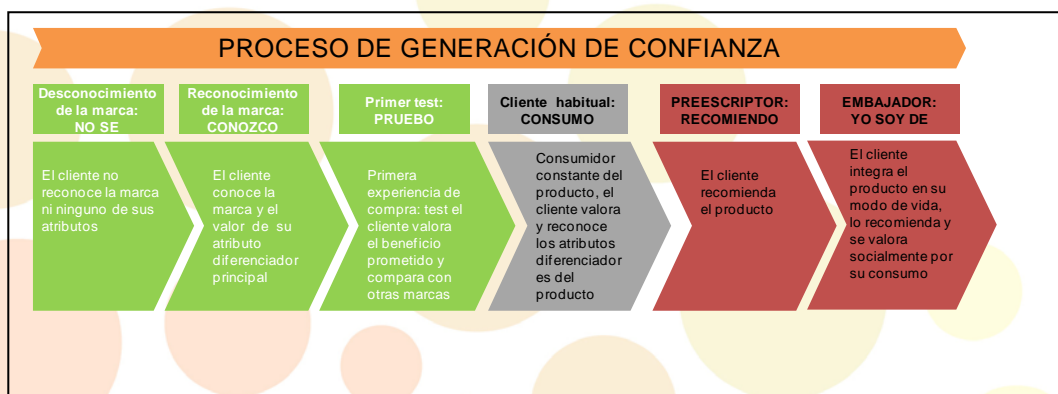 PROCESO DE GENERACIÓN DE CONFIANZA
Desconocimiento
de la marca:
NO SE
Reconocimiento
de la marca:
CONOZCO
Primer test:
PRUEBO
Cliente habitual:
CONSUMO
PREESCRIPTOR:
RECOMIENDO
EMBAJADOR:
YO SOY DE
El cliente no
reconoce la marca
ni ninguno de sus
atributos
El cliente
conoce la
marca y el
valor de su
atributo
diferenciador
principal
Primera
experiencia de
compra: test el
cliente valora
el beneficio
prometido y
compara con
otras marcas
Consumidor
constante del
producto, el
cliente valora
y reconoce
los atributos
diferenciador
es del
producto
El cliente
recomienda
el producto
El cliente
integra el
producto en su
modo de vida,
lo recomienda y
se valora
socialmente por
su consumo